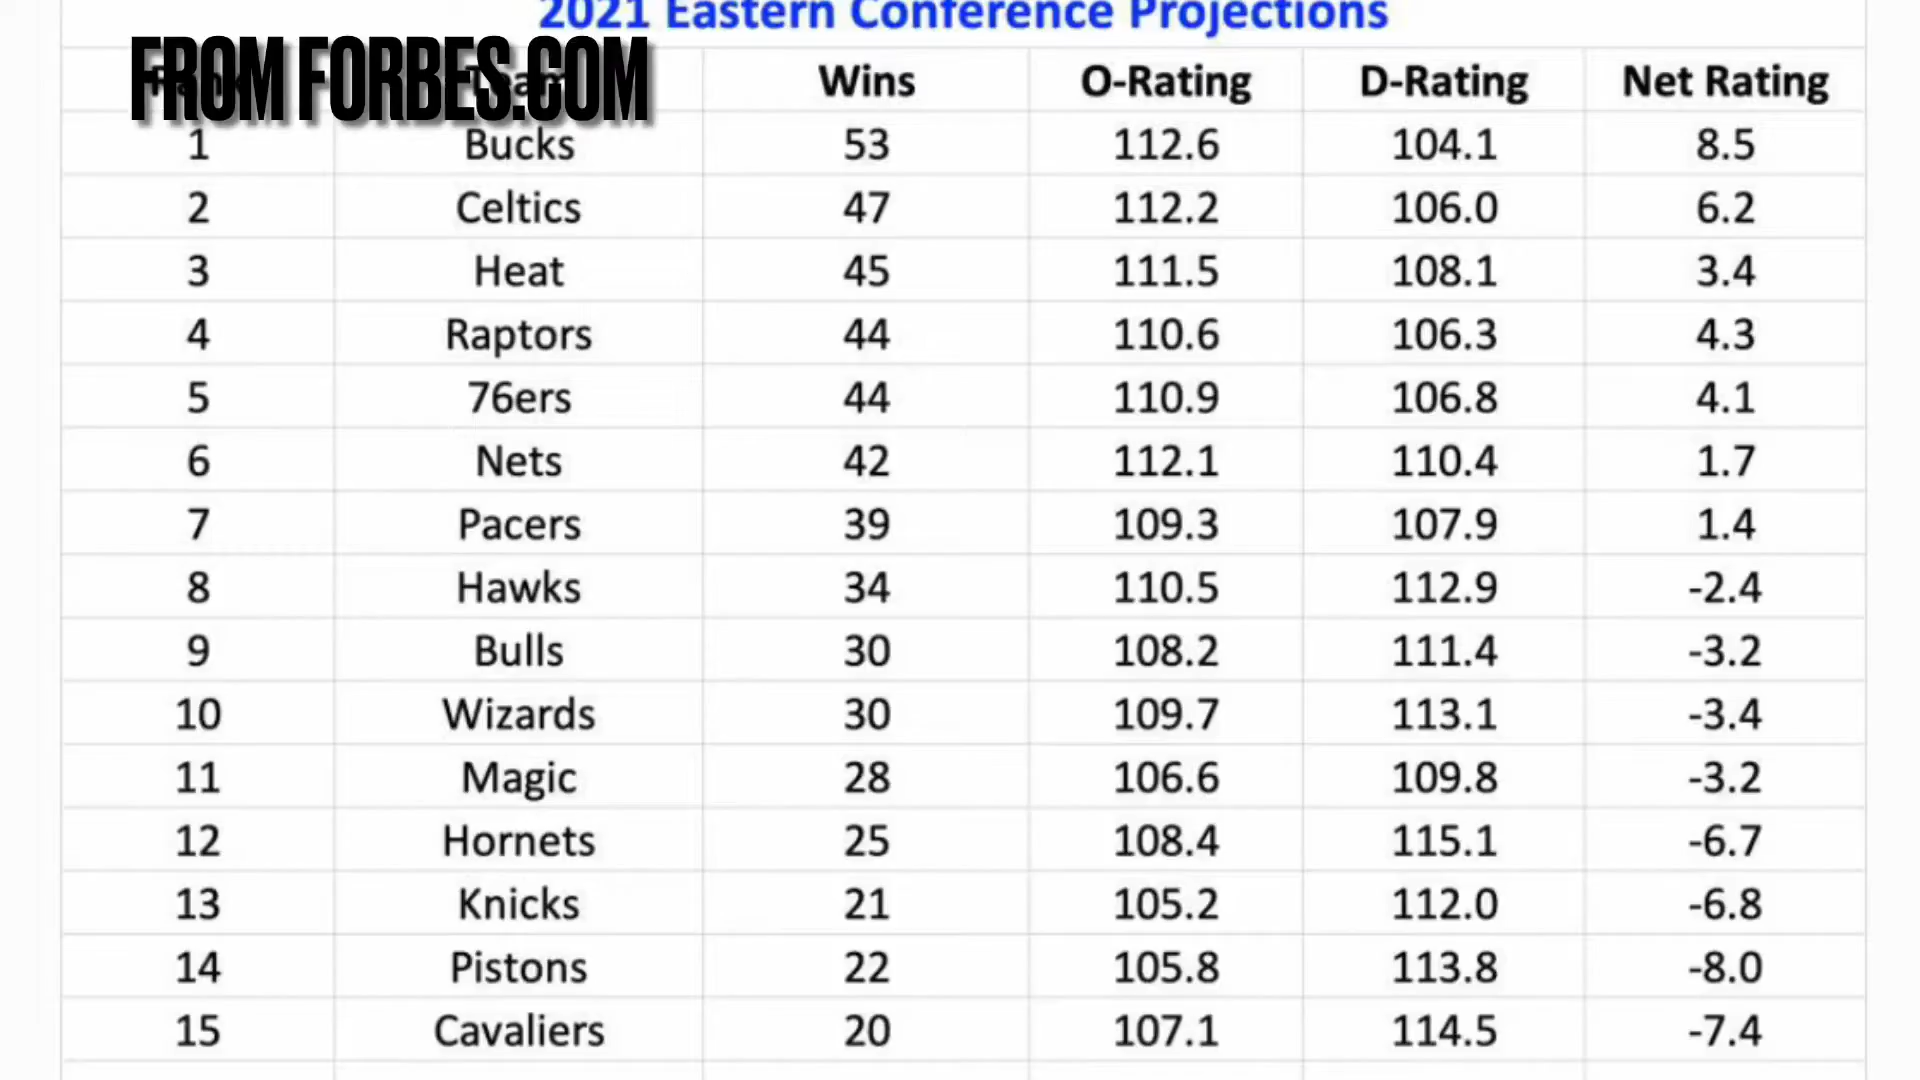 2021 Eastern Conference Projections
FROM FORBES.COM
Rank Team Wins O-Rating D-Rating Net Rating
1 Bucks 53 112.6 104.1 8.5
2 Celtics 47 112.2 106.0 6.2
3 Heat 45 111.5 108.1 3.4
4 Raptors 44 110.6 106.3 4.3
5 76ers 44 110.9 106.8 4.1
6 Nets 42 112.1 110.4 1.7
7 Pacers 39 109.3 107.9 1.4
8 Hawks 34 110.5 112.9 -2.4
9 Bulls 30 108.2 111.4 -3.2
10 Wizards 30 109.7 113.1 -3.4
11 Magic 28 106.6 109.8 -3.2
12 Hornets 25 108.4 115.1 -6.7
13 Knicks 21 105.2 112.0 -6.8
14 Pistons 22 105.8 113.8 -8.0
15 Cavaliers 20 107.1 114.5 -7.4